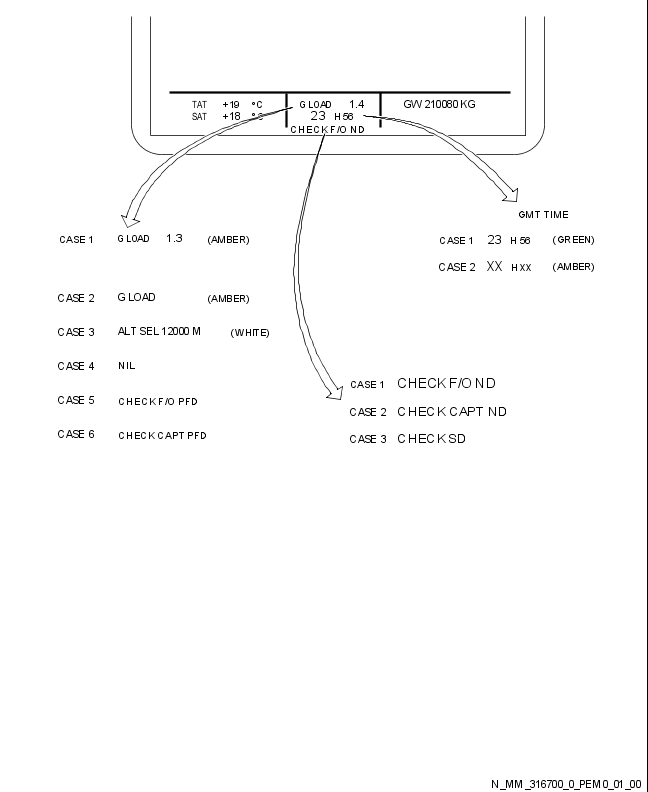 TAT +19 °C G LOAD 1.4 GW 210080 KG
SAT +18 °C 23 H 56
CHECK F/O ND
GMT TIME
CASE 1 G LOAD 1.3 (AMBER) CASE 1 23 H 56 (GREEN)
CASE 2 XX H XX (AMBER)
CASE 2 G LOAD (AMBER)
CASE 3 ALT SEL 12000 M (WHITE)
CASE 4 NIL
CASE 5 CHECK F/O PFD
CASE 6 CHECK CAPT PFD
CASE 1 CHECK F/O ND
CASE 2 CHECK CAPT ND
CASE 3 CHECK SD
N_MM_316700_0_PEM0_01_00